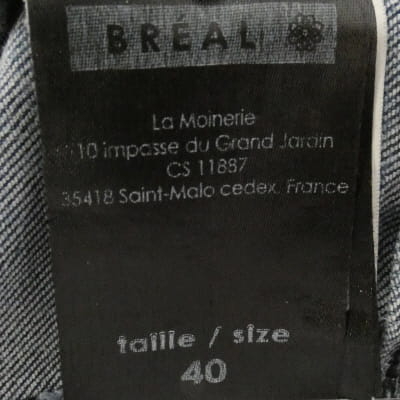 BRÉAL
La Moinerie
10 impasse du Grand Jardin
CS 11887
35418 Saint-Malo cedex. France
taille / size
40